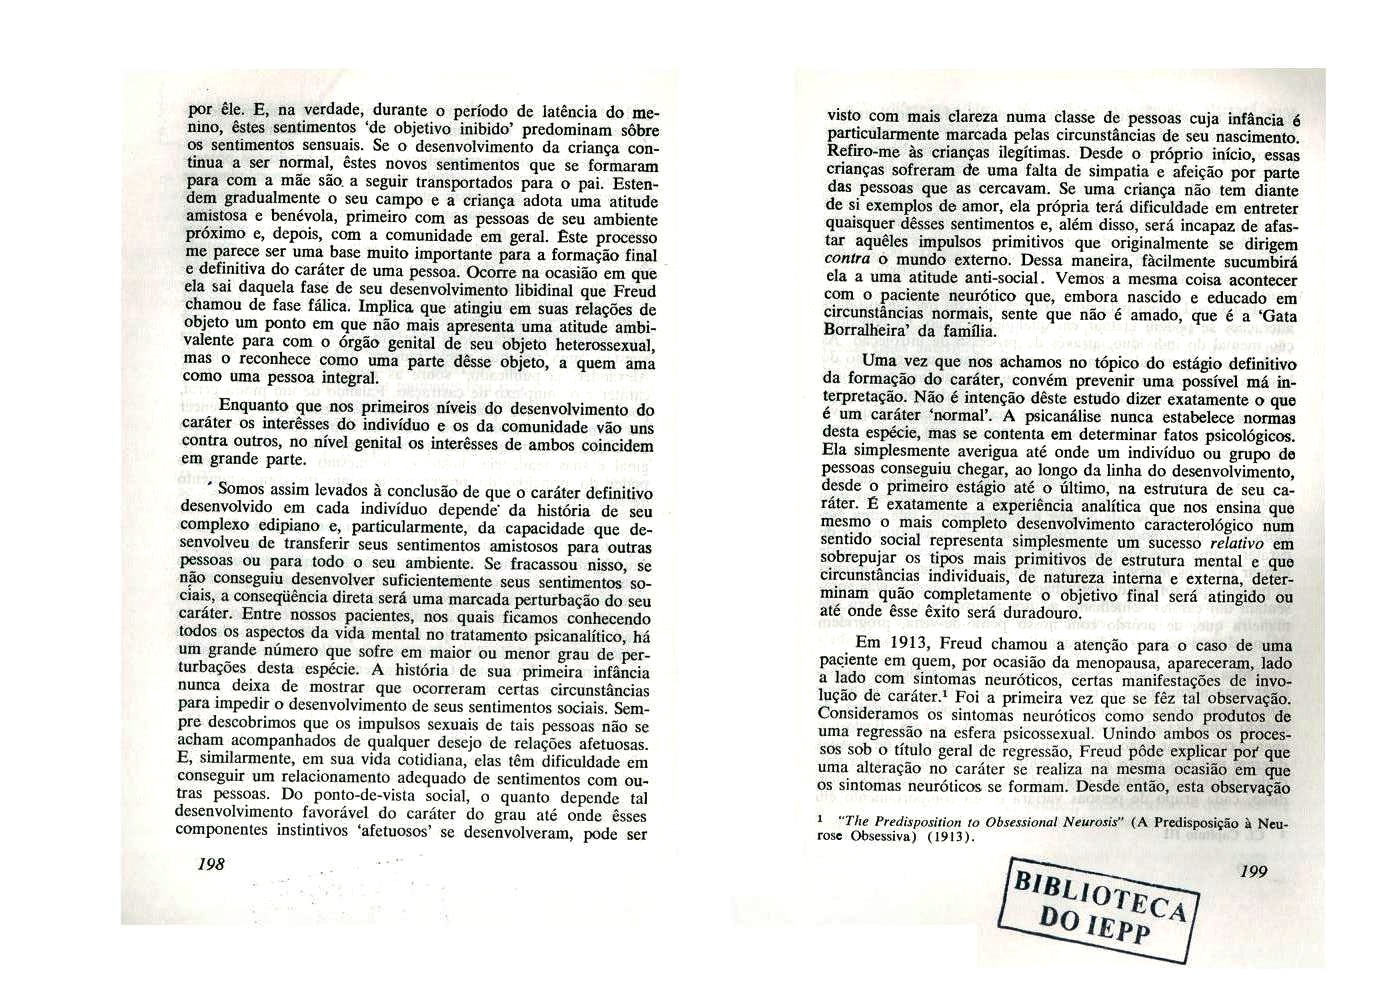 por êle. E, na verdade, durante o período de latência do me-
nino, êstes sentimentos 'de objetivo inibido' predominam sôbre
os sentimentos sensuais. Se o desenvolvimento da criança con-
tinua a ser normal, êstes novos sentimentos que se formaram
para com a mãe são a seguir transportados para o pai. Esten-
dem gradualmente o seu campo e a criança adota uma atitude
amistosa e benévola, primeiro com as pessoas de seu ambiente
próximo e, depois, com a comunidade em geral. Êste processo
me parece ser uma base muito importante para a formação final
e definitiva do caráter de uma pessoa. Ocorre na ocasião em que
ela sai daquela fase de seu desenvolvimento libidinal que Freud
chamou de fase fálica. Implica que atingiu em suas relações de
objeto um ponto em que não mais apresenta uma atitude ambi-
valente para com o órgão genital de seu objeto heterossexual,
mas o reconhece como uma parte dêsse objeto, a quem ama
como uma pessoa integral.
Enquanto que nos primeiros níveis do desenvolvimento do
caráter os interêsses do indivíduo e os da comunidade vão uns
contra outros, no nível genital os interêsses de ambos coincidem
em grande parte.
Somos assim levados à conclusão de que o caráter definitivo
desenvolvido em cada indivíduo depende da história de seu
complexo edipiano e, particularmente, da capacidade que de-
senvolveu de transferir seus sentimentos amistosos para outras
pessoas ou para todo o seu ambiente. Se fracassou nisso, se
não conseguiu desenvolver suficientemente seus sentimentos so-
ciais, a conseqüência direta será uma marcada perturbação do seu
caráter. Entre nossos pacientes, nos quais ficamos conhecendo
todos os aspectos da vida mental no tratamento psicanalítico, há
um grande número que sofre em maior ou menor grau de per-
turbações desta espécie. A história de sua primeira infância
nunca deixa de mostrar que ocorreram certas circunstâncias
para impedir o desenvolvimento de seus sentimentos sociais. Sem-
pre descobrimos que os impulsos sexuais de tais pessoas não se
acham acompanhados de qualquer desejo de relações afetuosas.
E, similarmente, em sua vida cotidiana, elas têm dificuldade em
conseguir um relacionamento adequado de sentimentos com ou-
tras pessoas. Do ponto-de-vista social, o quanto depende tal
desenvolvimento favorável do caráter do grau até onde êsses
componentes instintivos 'afetuosos' se desenvolveram, pode ser
198
visto com mais clareza numa classe de pessoas cuja infância é
particularmente marcada pelas circunstâncias de seu nascimento.
Refiro-me às crianças ilegítimas. Desde o próprio início, essas
crianças sofreram de uma falta de simpatia e afeição por parte
das pessoas que as cercavam. Se uma criança não tem diante
de si exemplos de amor, ela própria terá dificuldade em entreter
quaisquer dêsses sentimentos e, além disso, será incapaz de afas-
tar aquêles impulsos primitivos que originalmente se dirigem
contra o mundo externo. Dessa maneira, fàcilmente sucumbirá
ela a uma atitude anti-social. Vemos a mesma coisa acontecer
com o paciente neurótico que, embora nascido e educado em
circunstâncias normais, sente que não é amado, que é a 'Gata
Borralheira' da família.
Uma vez que nos achamos no tópico do estágio definitivo
da formação do caráter, convém prevenir uma possível má in-
terpretação. Não é intenção dêste estudo dizer exatamente o que
é um caráter 'normal'. A psicanálise nunca estabelece normas
desta espécie, mas se contenta em determinar fatos psicológicos.
Ela simplesmente averigua até onde um indivíduo ou grupo de
pessoas conseguiu chegar, ao longo da linha do desenvolvimento,
desde o primeiro estágio até o último, na estrutura de seu ca-
ráter. É exatamente a experiência analítica que nos ensina que
mesmo o mais completo desenvolvimento caracterológico num
sentido social representa simplesmente um sucesso relativo em
sobrepujar os tipos mais primitivos de estrutura mental e que
circunstâncias individuais, de natureza interna e externa, deter-
minam quão completamente o objetivo final será atingido ou
até onde êsse êxito será duradouro
Em 1913, Freud chamou a atenção para o caso de uma
paciente em quem, por ocasião da menopausa, apareceram, lado
a lado com sintomas neuróticos, certas manifestações de invo-
lução de caráter.¹ Foi a primeira vez que se fêz tal observação.
Consideramos os sintomas neuróticos como sendo produtos de
uma regressão na esfera psicossexual. Unindo ambos os proces-
sos sob o título geral de regressão, Freud pôde explicar por que
uma alteração no caráter se realiza na mesma ocasião em que
os sintomas neuróticos se formam. Desde então, esta observação
¹ "The Predisposition to Obsessional Neurosis" (A Predisposição à Neu-
rose Obsessiva) (1913).
199
BIBLIOTECA
DO IEPP